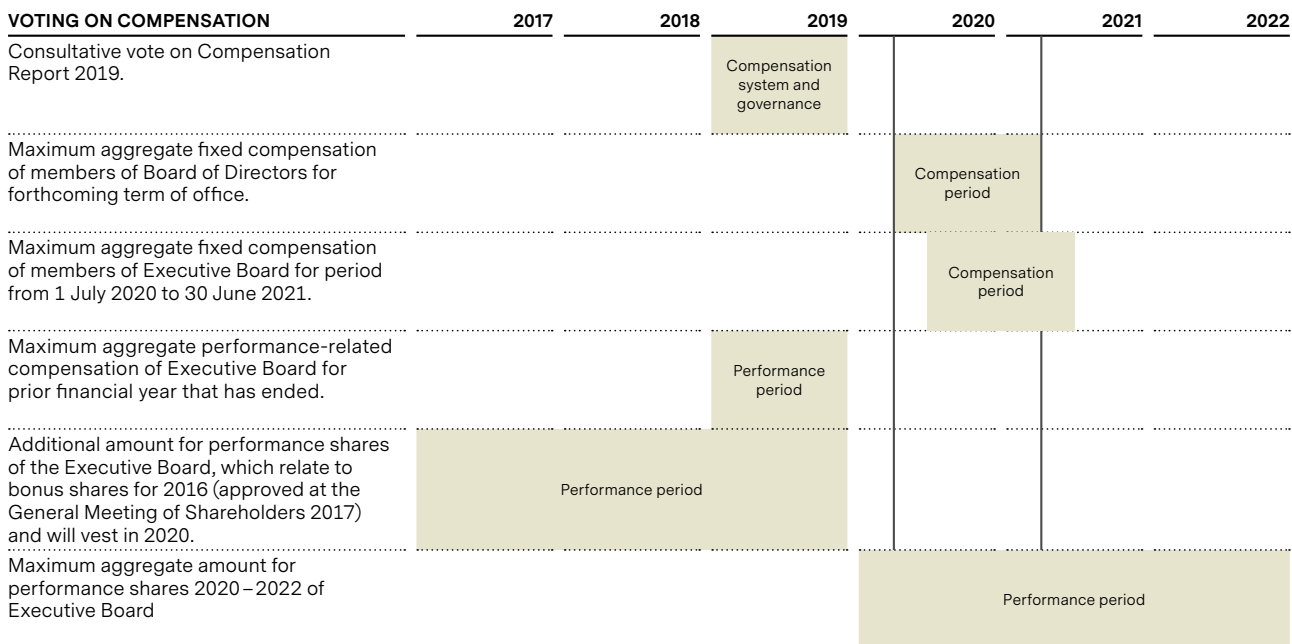 VOTING ON COMPENSATION 2017 2018 2019 2020 2021 2022
Consultative vote on Compensation
Report 2019.
Compensation
system and
governance
Maximum aggregate fixed compensation
of members of Board of Directors for
forthcoming term of office.
Compensation
period
Maximum aggregate fixed compensation
of members of Executive Board for period
from 1 July 2020 to 30 June 2021.
Compensation
period
Maximum aggregate performance-related
compensation of Executive Board for
prior financial year that has ended.
Performance
period
Additional amount for performance shares
of the Executive Board, which relate to
bonus shares for 2016 (approved at the
General Meeting of Shareholders 2017)
and will vest in 2020.
Performance period
Maximum aggregate amount for
performance shares 2020–2022 of
Executive Board
Performance period